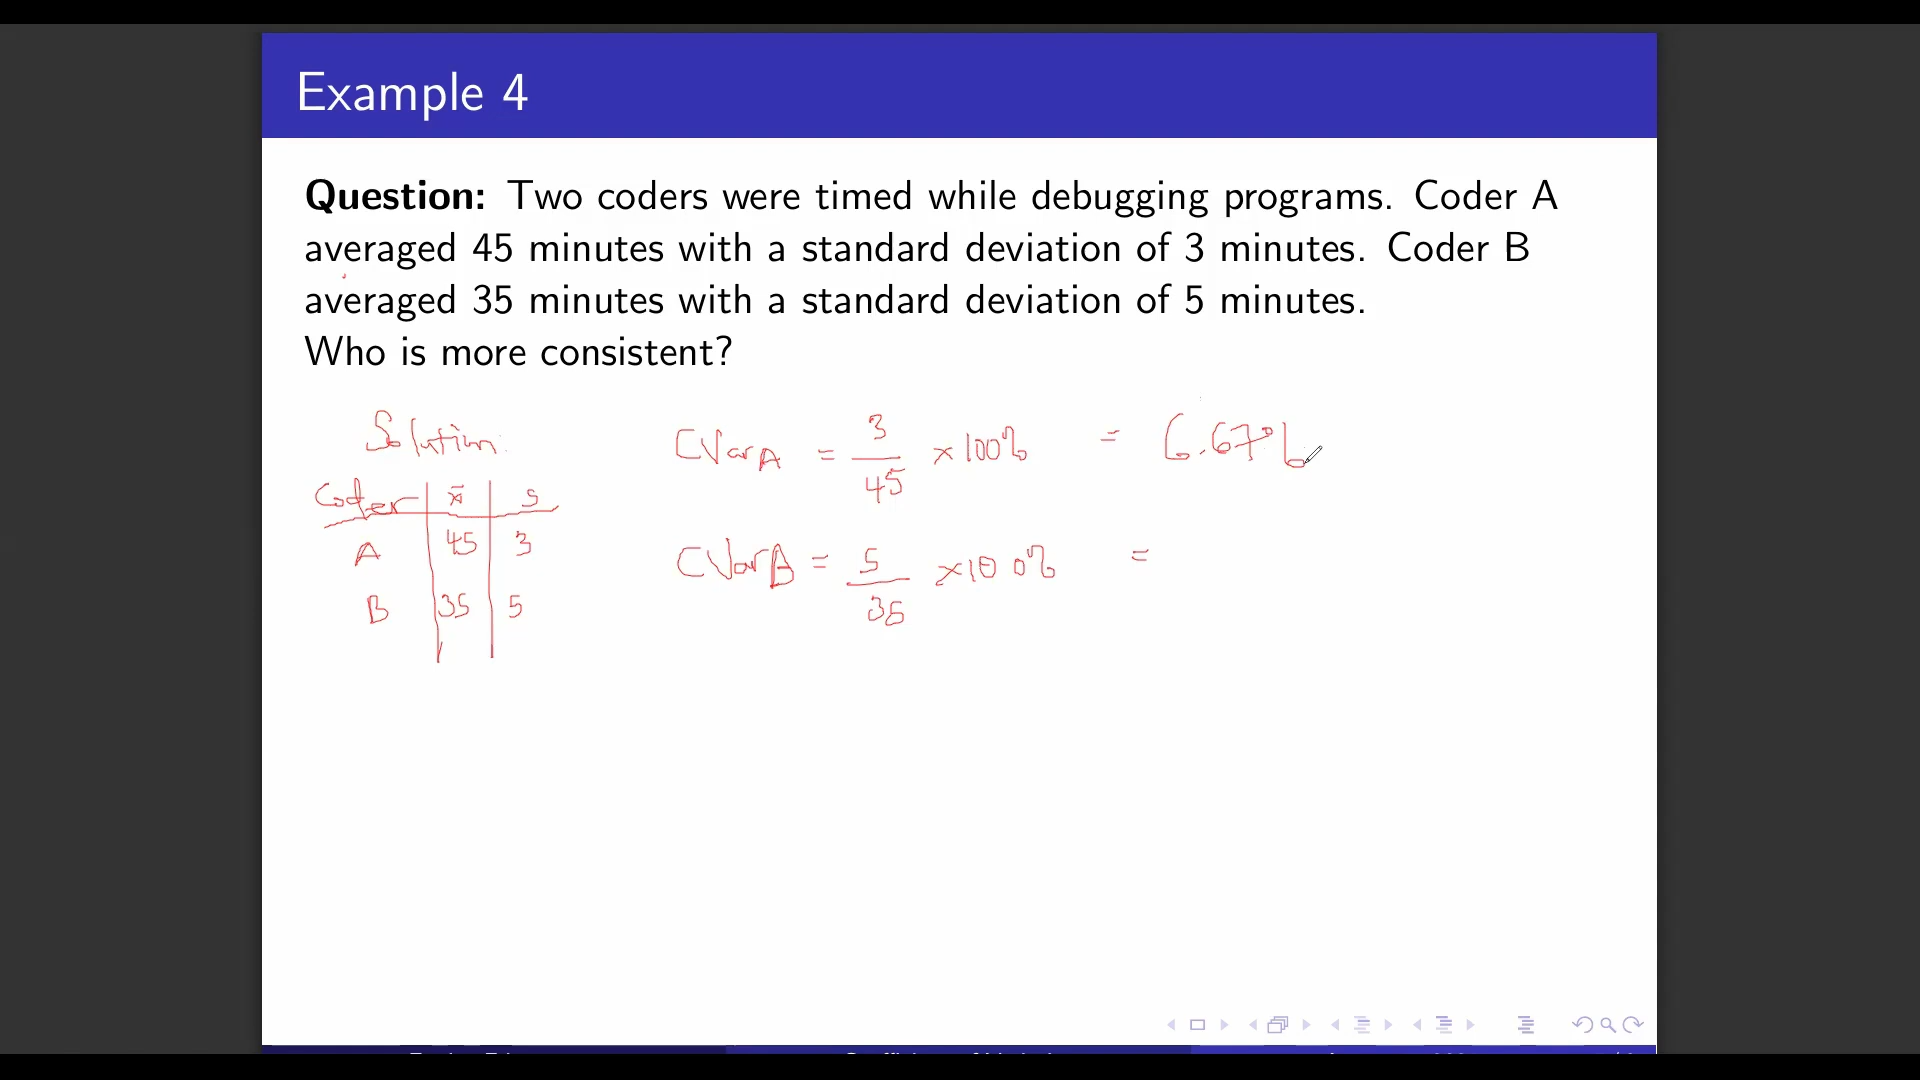 Example 4
Question: Two coders were timed while debugging programs. Coder A
averaged 45 minutes with a standard deviation of 3 minutes. Coder B
averaged 35 minutes with a standard deviation of 5 minutes.
Who is more consistent?
Solution:
Coder x̄ s
A 45 3
B 35 5
CVarA = 3/45 ×100% = 6.67%
CVarB = 5/35 ×100% =